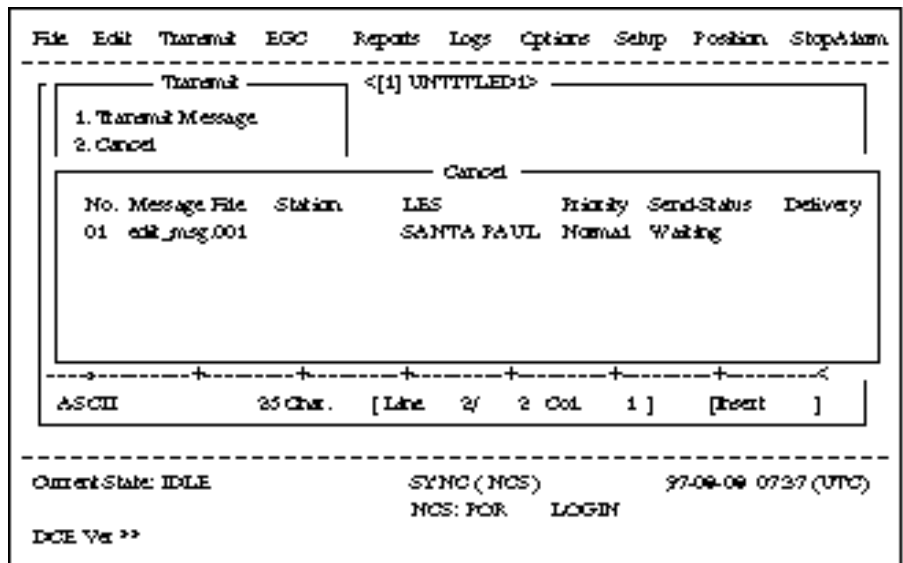 File Edit Transmit EGC Reports Logs Options Setup Position StopAlarm
Transmit <[1] UNTITLED1>
1. Transmit Message
2. Cancel
Cancel
No. Message File Station LES Priority Send-Status Delivery
01 edit_msg.001 SANTA PAUL Normal Waiting
ASCII 25 Char. [ Line 2/ 2 Col. 1 ] [Insert ]
Current State: IDLE SYNC ( NCS ) 97-09-09 0727 (UTC)
NCS: POR LOGIN
DCE Ver >>